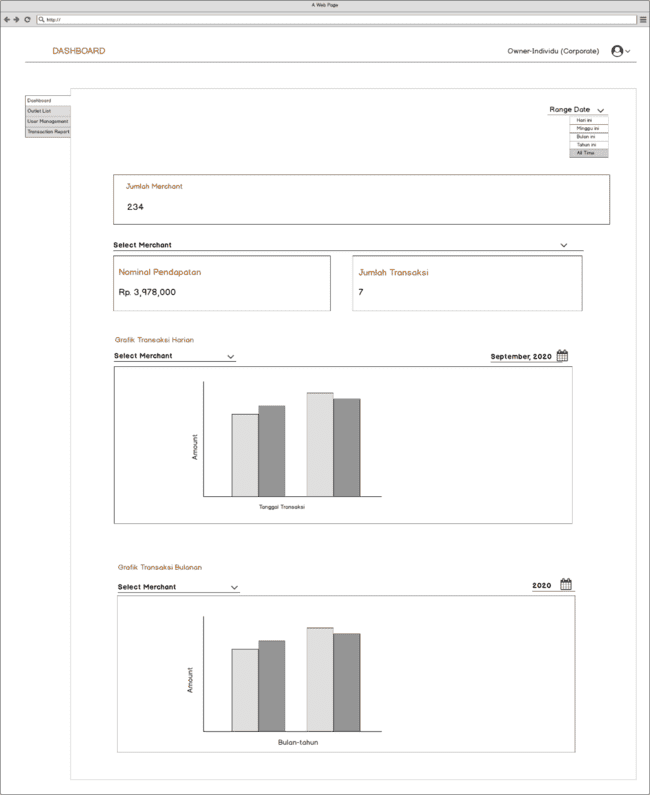 A Web Page
http://
DASHBOARD
Owner-Individu (Corporate)
Dashboard
Outlet List
User Management
Transaction Report
Range Date
Hari ini
Minggu ini
Bulan ini
Tahun ini
All Time
Jumlah Merchant
234
Select Merchant
Nominal Pendapatan
Rp. 3,978,000
Jumlah Transaksi
7
Grafik Transaksi Harian
Select Merchant
September, 2020
Amount
Tanggal Transaksi
Grafik Transaksi Bulanan
Select Merchant
2020
Amount
Bulan-tahun